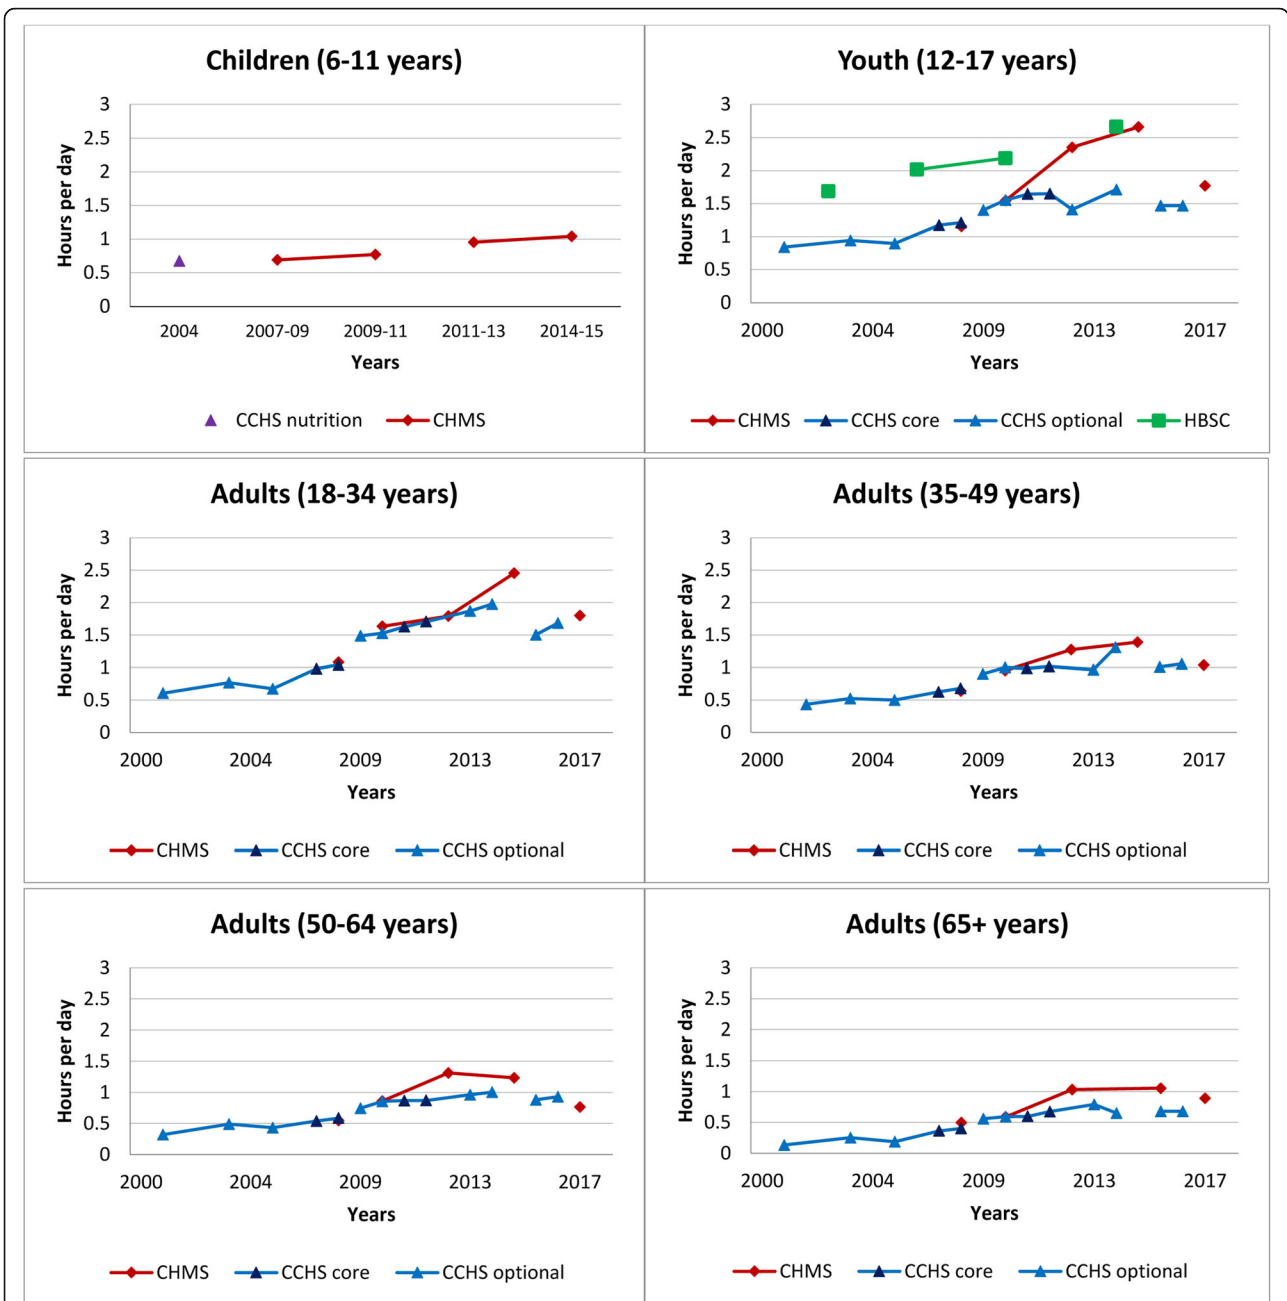 Children (6-11 years)
3
2.5
2
1.5
1
0.5
0
Hours per day
2004 2007-09 2009-11 2011-13 2014-15
Years
CCHS nutrition CHMS
Youth (12-17 years)
3
2.5
2
1.5
1
0.5
0
Hours per day
2000 2004 2009 2013 2017
Years
CHMS CCHS core CCHS optional HBSC
Adults (18-34 years)
3
2.5
2
1.5
1
0.5
0
Hours per day
2000 2004 2009 2013 2017
Years
CHMS CCHS core CCHS optional
Adults (35-49 years)
3
2.5
2
1.5
1
0.5
0
Hours per day
2000 2004 2009 2013 2017
Years
CHMS CCHS core CCHS optional
Adults (50-64 years)
3
2.5
2
1.5
1
0.5
0
Hours per day
2000 2004 2009 2013 2017
Years
CHMS CCHS core CCHS optional
Adults (65+ years)
3
2.5
2
1.5
1
0.5
0
Hours per day
2000 2004 2009 2013 2017
Years
CHMS CCHS core CCHS optional